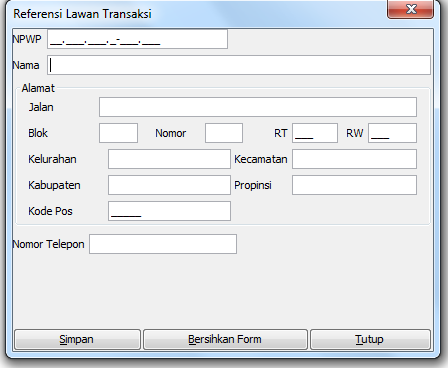 Referensi Lawan Transaksi
NPWP __.___.___._-___.___
Nama
Alamat
Jalan
Blok Nomor RT ___ RW ___
Kelurahan Kecamatan
Kabupaten Propinsi
Kode Pos _____
Nomor Telepon
Simpan Bersihkan Form Tutup